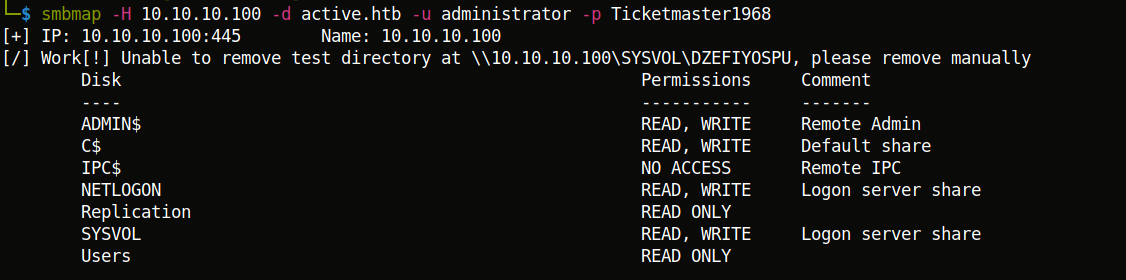 └─$ smbmap -H 10.10.10.100 -d active.htb -u administrator -p Ticketmaster1968
[+] IP: 10.10.10.100:445 Name: 10.10.10.100
[/] Work[!] Unable to remove test directory at \\10.10.10.100\SYSVOL\DZEFIYOSPU, please remove manually
Disk Permissions Comment
---- ----------- -------
ADMIN$ READ, WRITE Remote Admin
C$ READ, WRITE Default share
IPC$ NO ACCESS Remote IPC
NETLOGON READ, WRITE Logon server share
Replication READ ONLY
SYSVOL READ, WRITE Logon server share
Users READ ONLY